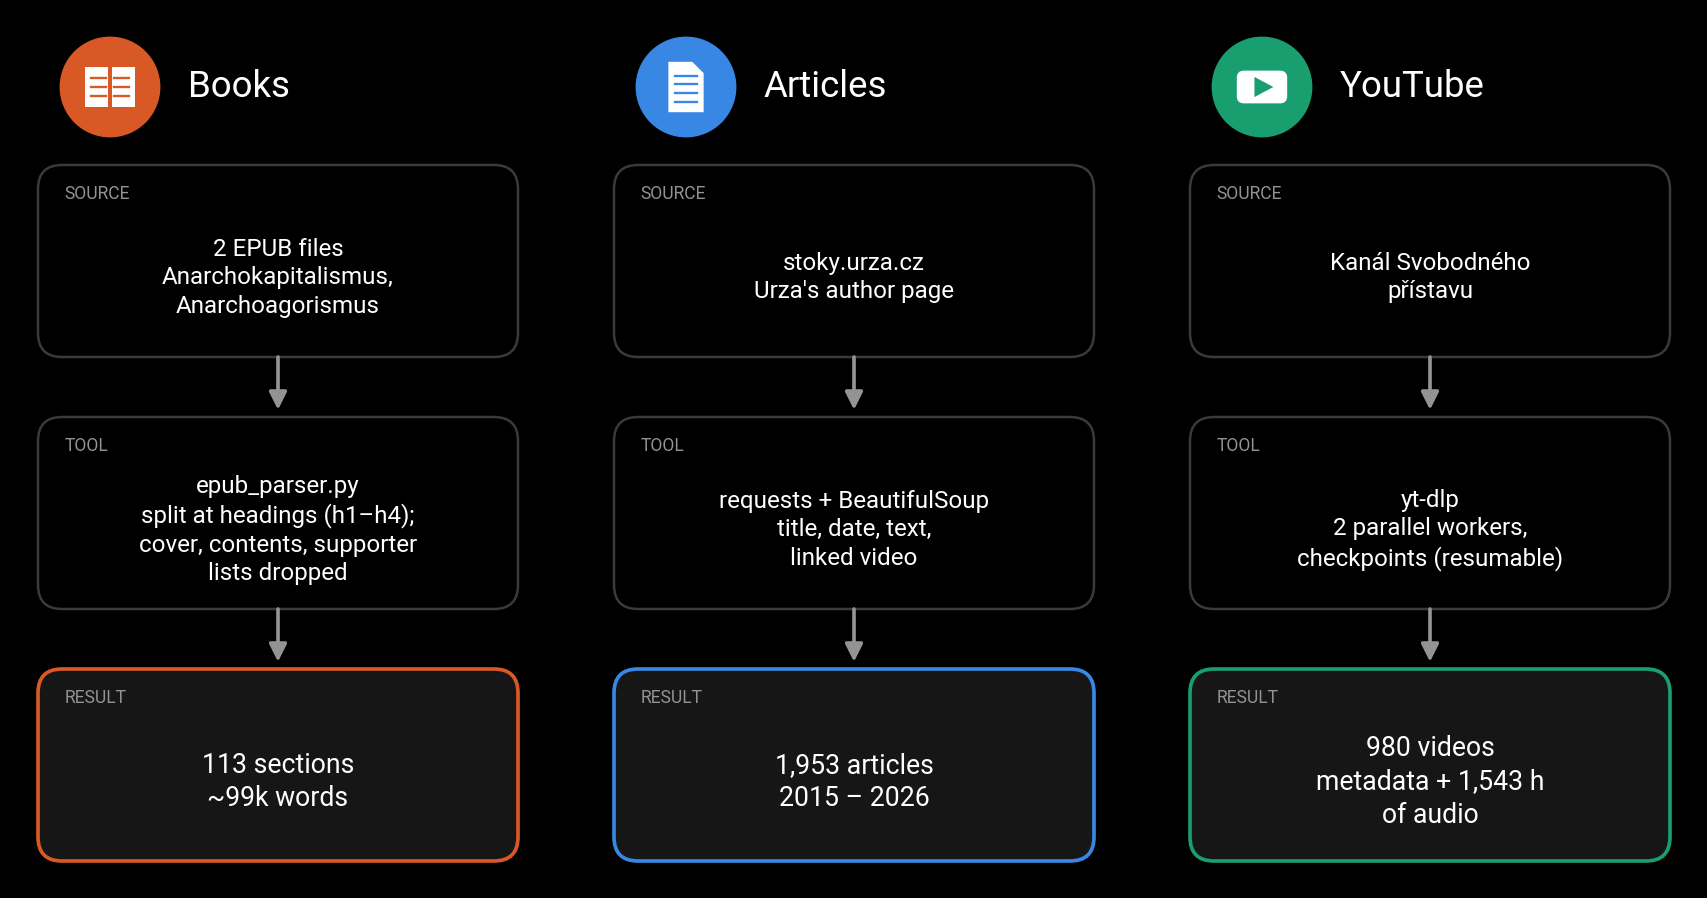 Books
SOURCE
2 EPUB files
Anarchokapitalismus,
Anarchoagorismus
TOOL
epub_parser.py
split at headings (h1–h4);
cover, contents, supporter
lists dropped
RESULT
113 sections
~99k words
Articles
SOURCE
stoky.urza.cz
Urza's author page
TOOL
requests + BeautifulSoup
title, date, text,
linked video
RESULT
1,953 articles
2015 – 2026
YouTube
SOURCE
Kanál Svobodného
přístavu
TOOL
yt-dlp
2 parallel workers,
checkpoints (resumable)
RESULT
980 videos
metadata + 1,543 h
of audio